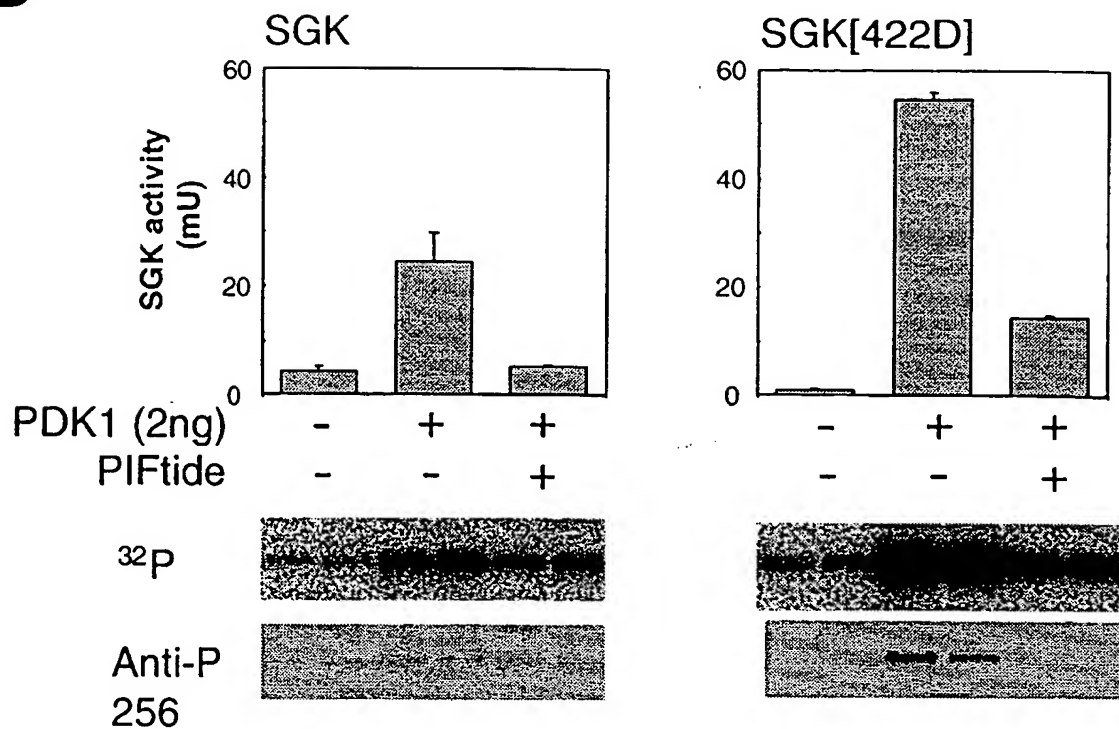 SGK
SGK[422D]
SGK activity
(mU)
60
40
20
0
60
40
20
0
PDK1 (2ng) - + + - + +
PIFtide - - + - - +
³²P
Anti-P
256